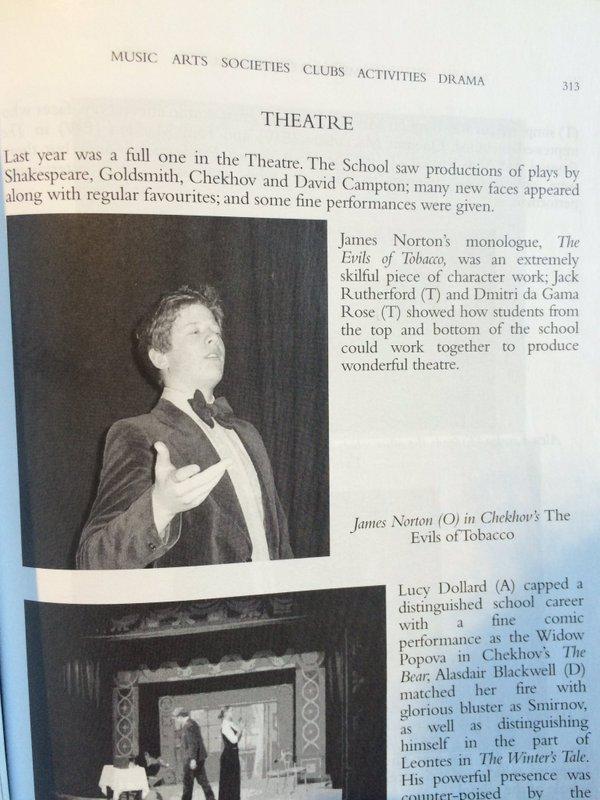 MUSIC ARTS SOCIETIES CLUBS ACTIVITIES DRAMA
313
THEATRE
Last year was a full one in the Theatre. The School saw productions of plays by
Shakespeare, Goldsmith, Chekhov and David Campton; many new faces appeared
along with regular favourites; and some fine performances were given.
James Norton's monologue, The
Evils of Tobacco, was an extremely
skilful piece of character work; Jack
Rutherford (T) and Dmitri da Gama
Rose (T) showed how students from
the top and bottom of the school
could work together to produce
wonderful theatre.
James Norton (O) in Chekhov's The
Evils of Tobacco
Lucy Dollard (A) capped a
distinguished school career
with a fine comic
performance as the Widow
Popova in Chekhov's The
Bear; Alasdair Blackwell (D)
matched her fire with
glorious bluster as Smirnov,
as well as distinguishing
himself in the part of
Leontes in The Winter's Tale.
His powerful presence was
counter-poised by the